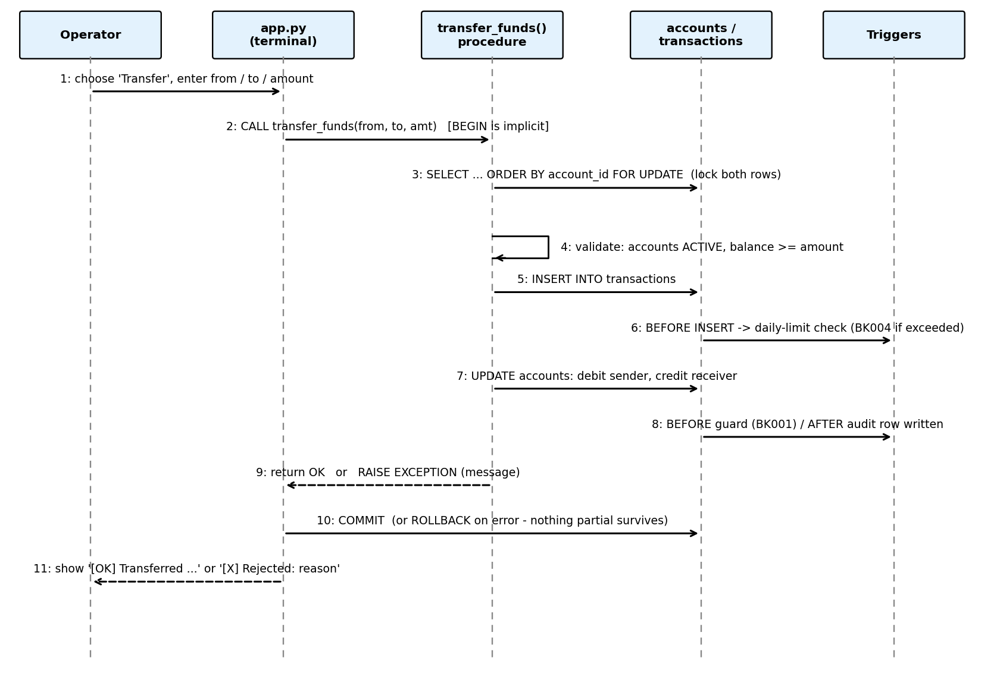 Operator
app.py
(terminal)
transfer_funds()
procedure
accounts /
transactions
Triggers
1: choose 'Transfer', enter from / to / amount
2: CALL transfer_funds(from, to, amt)   [BEGIN is implicit]
3: SELECT ... ORDER BY account_id FOR UPDATE  (lock both rows)
4: validate: accounts ACTIVE, balance >= amount
5: INSERT INTO transactions
6: BEFORE INSERT -> daily-limit check (BK004 if exceeded)
7: UPDATE accounts: debit sender, credit receiver
8: BEFORE guard (BK001) / AFTER audit row written
9: return OK   or   RAISE EXCEPTION (message)
10: COMMIT  (or ROLLBACK on error - nothing partial survives)
11: show '[OK] Transferred ...' or '[X] Rejected: reason'